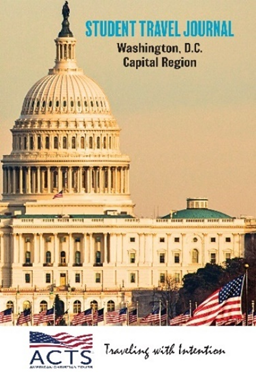 STUDENT TRAVEL JOURNAL
Washington, D.C.
Capital Region
ACTS
Traveling with Intention